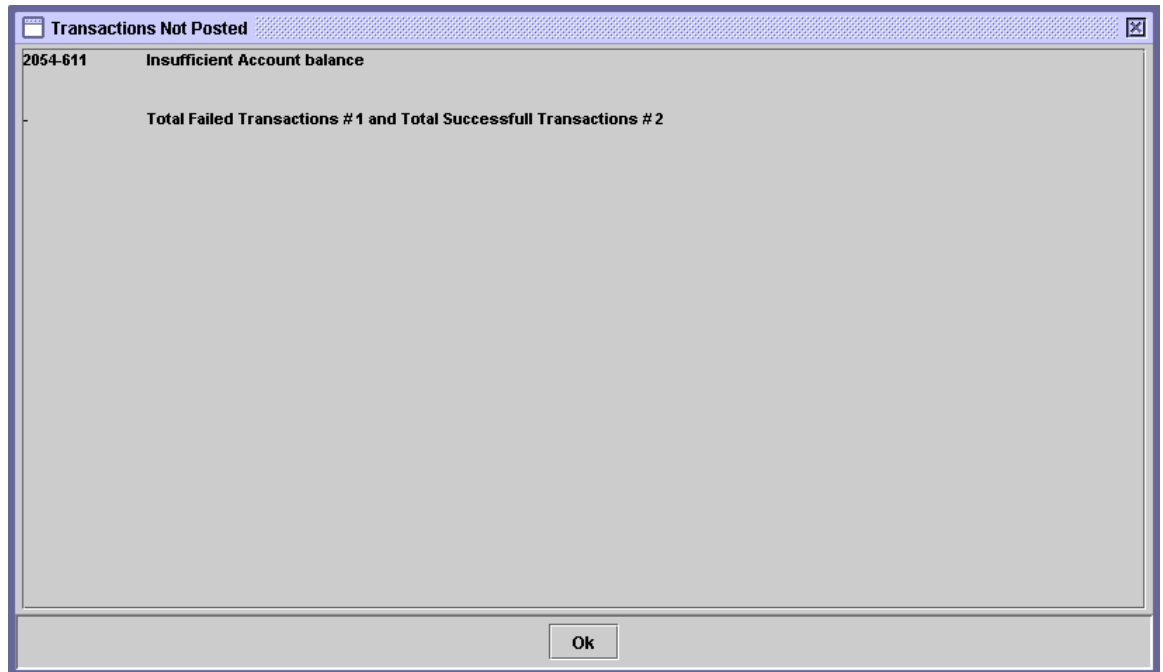 Transactions Not Posted
2054-611 Insufficient Account balance
- Total Failed Transactions #1 and Total Successfull Transactions #2
Ok